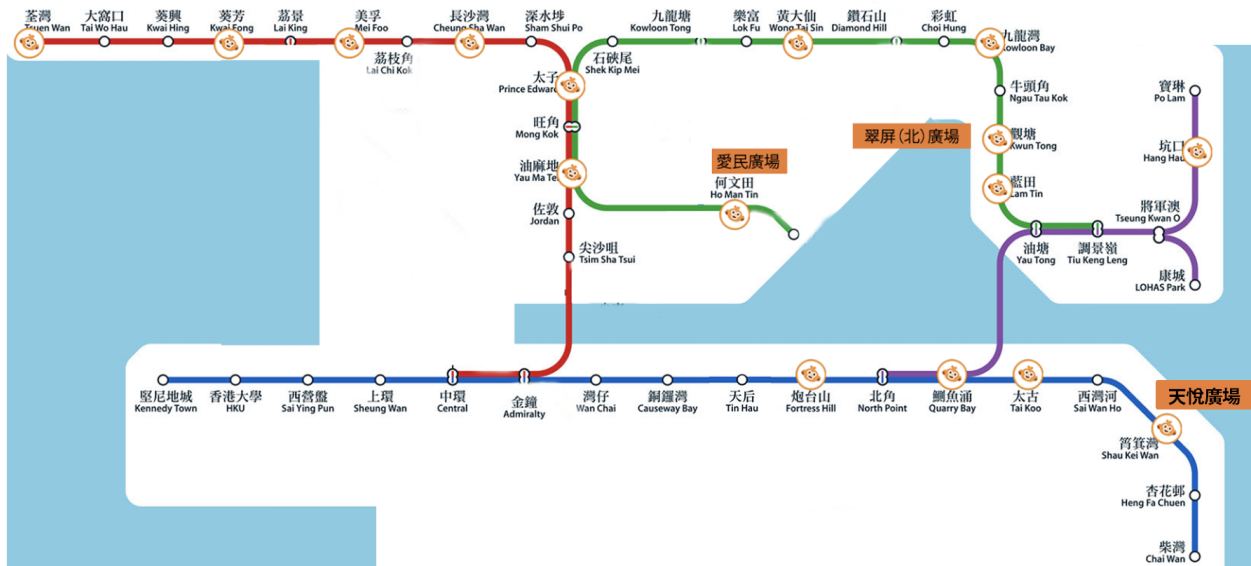 荃灣
Tsuen Wan
大窩口
Tai Wo Hau
葵興
Kwai Hing
葵芳
Kwai Fong
荔景
Lai King
美孚
Mei Foo
荔枝角
Lai Chi Kok
長沙灣
Cheung Sha Wan
深水埗
Sham Shui Po
九龍塘
Kowloon Tong
樂富
Lok Fu
黃大仙
Wong Tai Sin
鑽石山
Diamond Hill
彩虹
Choi Hung
九龍灣
Kowloon Bay
石硤尾
Shek Kip Mei
太子
Prince Edward
旺角
Mong Kok
油麻地
Yau Ma Tei
佐敦
Jordan
尖沙咀
Tsim Sha Tsui
愛民廣場
何文田
Ho Man Tin
翠屏(北)廣場
牛頭角
Ngau Tau Kok
觀塘
Kwun Tong
藍田
Lam Tin
油塘
Yau Tong
調景嶺
Tiu Keng Leng
寶琳
Po Lam
坑口
Hang Hau
將軍澳
Tseung Kwan O
康城
LOHAS Park
堅尼地城
Kennedy Town
香港大學
HKU
西營盤
Sai Ying Pun
上環
Sheung Wan
中環
Central
金鐘
Admiralty
灣仔
Wan Chai
銅鑼灣
Causeway Bay
天后
Tin Hau
炮台山
Fortress Hill
北角
North Point
鰂魚涌
Quarry Bay
太古
Tai Koo
西灣河
Sai Wan Ho
天悅廣場
筲箕灣
Shau Kei Wan
杏花邨
Heng Fa Chuen
柴灣
Chai Wan